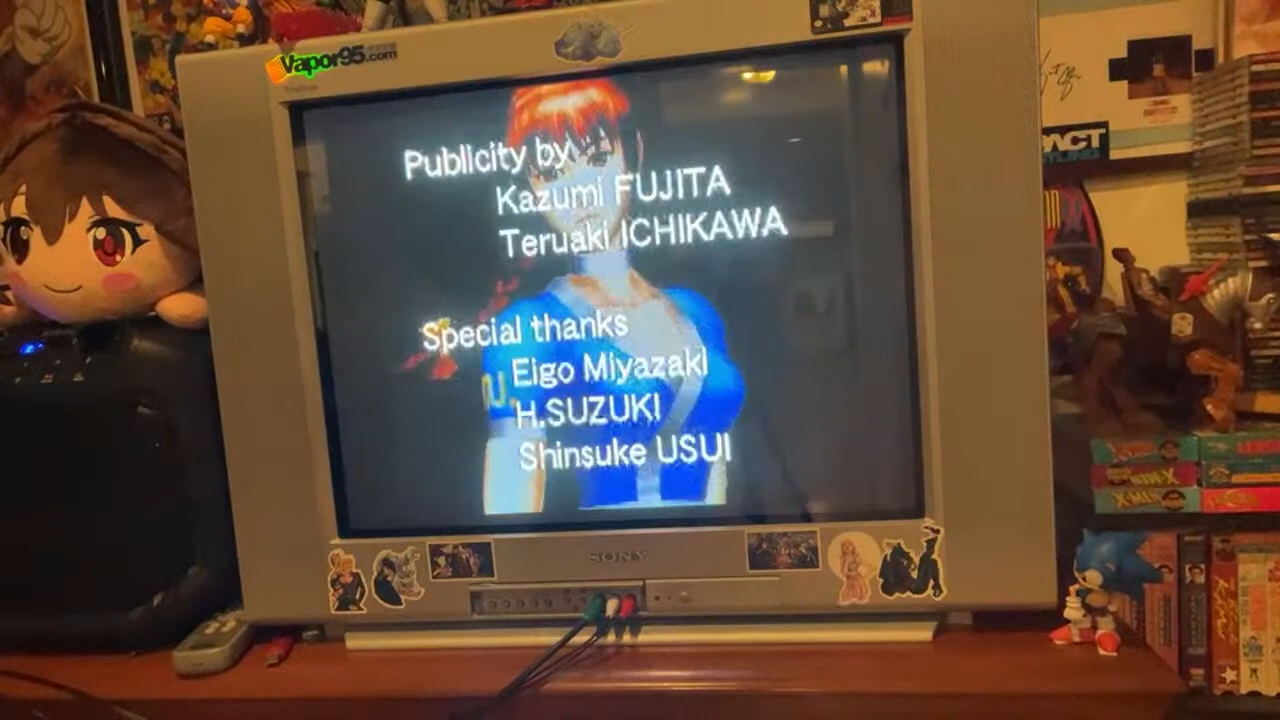 Vapor95.com
Publicity by
Kazumi FUJITA
Teruaki ICHIKAWA
Special thanks
Eigo Miyazaki
H.SUZUKI
Shinsuke USUI
SONY
X-MEN